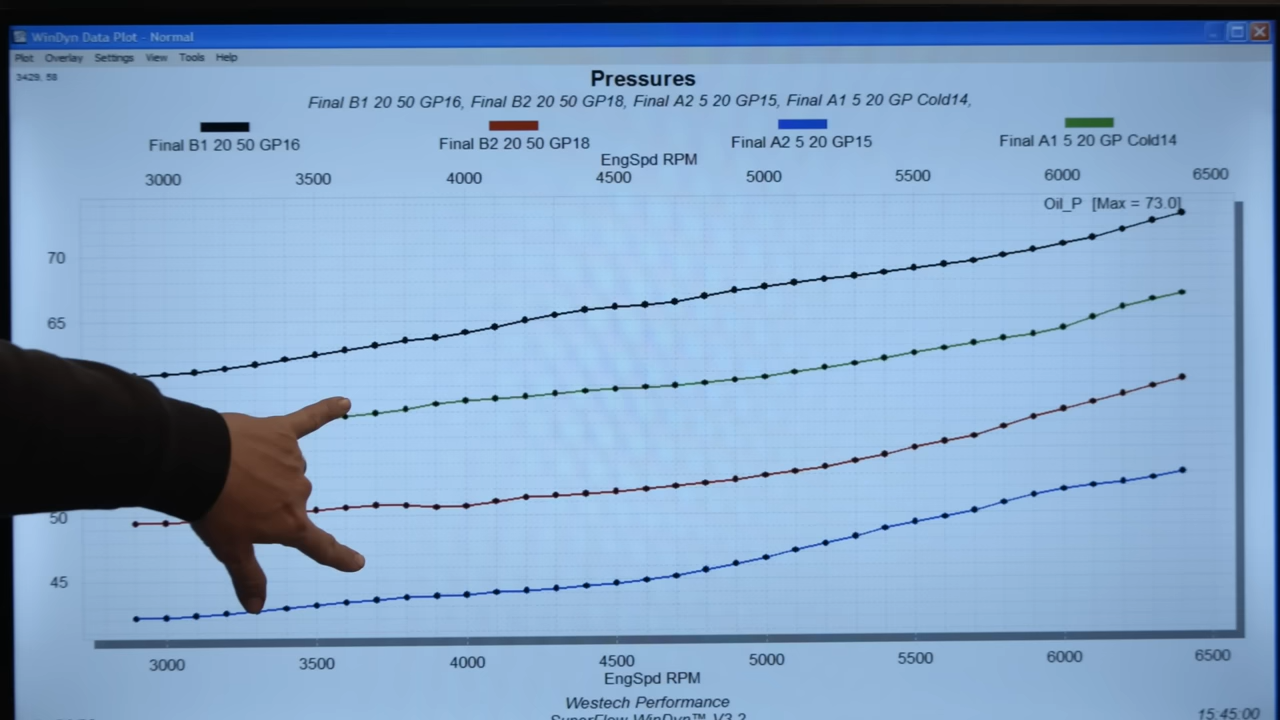 WinDyn Data Plot - Normal
Plot Overlay Settings View Tools Help
3429, 58
Pressures
Final B1 20 50 GP16, Final B2 20 50 GP18, Final A2 5 20 GP15, Final A1 5 20 GP Cold14,
Final B1 20 50 GP16 Final B2 20 50 GP18 Final A2 5 20 GP15 Final A1 5 20 GP Cold14
EngSpd RPM
3000 3500 4000 4500 5000 5500 6000 6500
Oil_P [Max = 73.0]
70
65
50
45
3000 3500 4000 4500 5000 5500 6000 6500
EngSpd RPM
Westech Performance
SuperFlow WinDyn™ V3.2
15:45:00